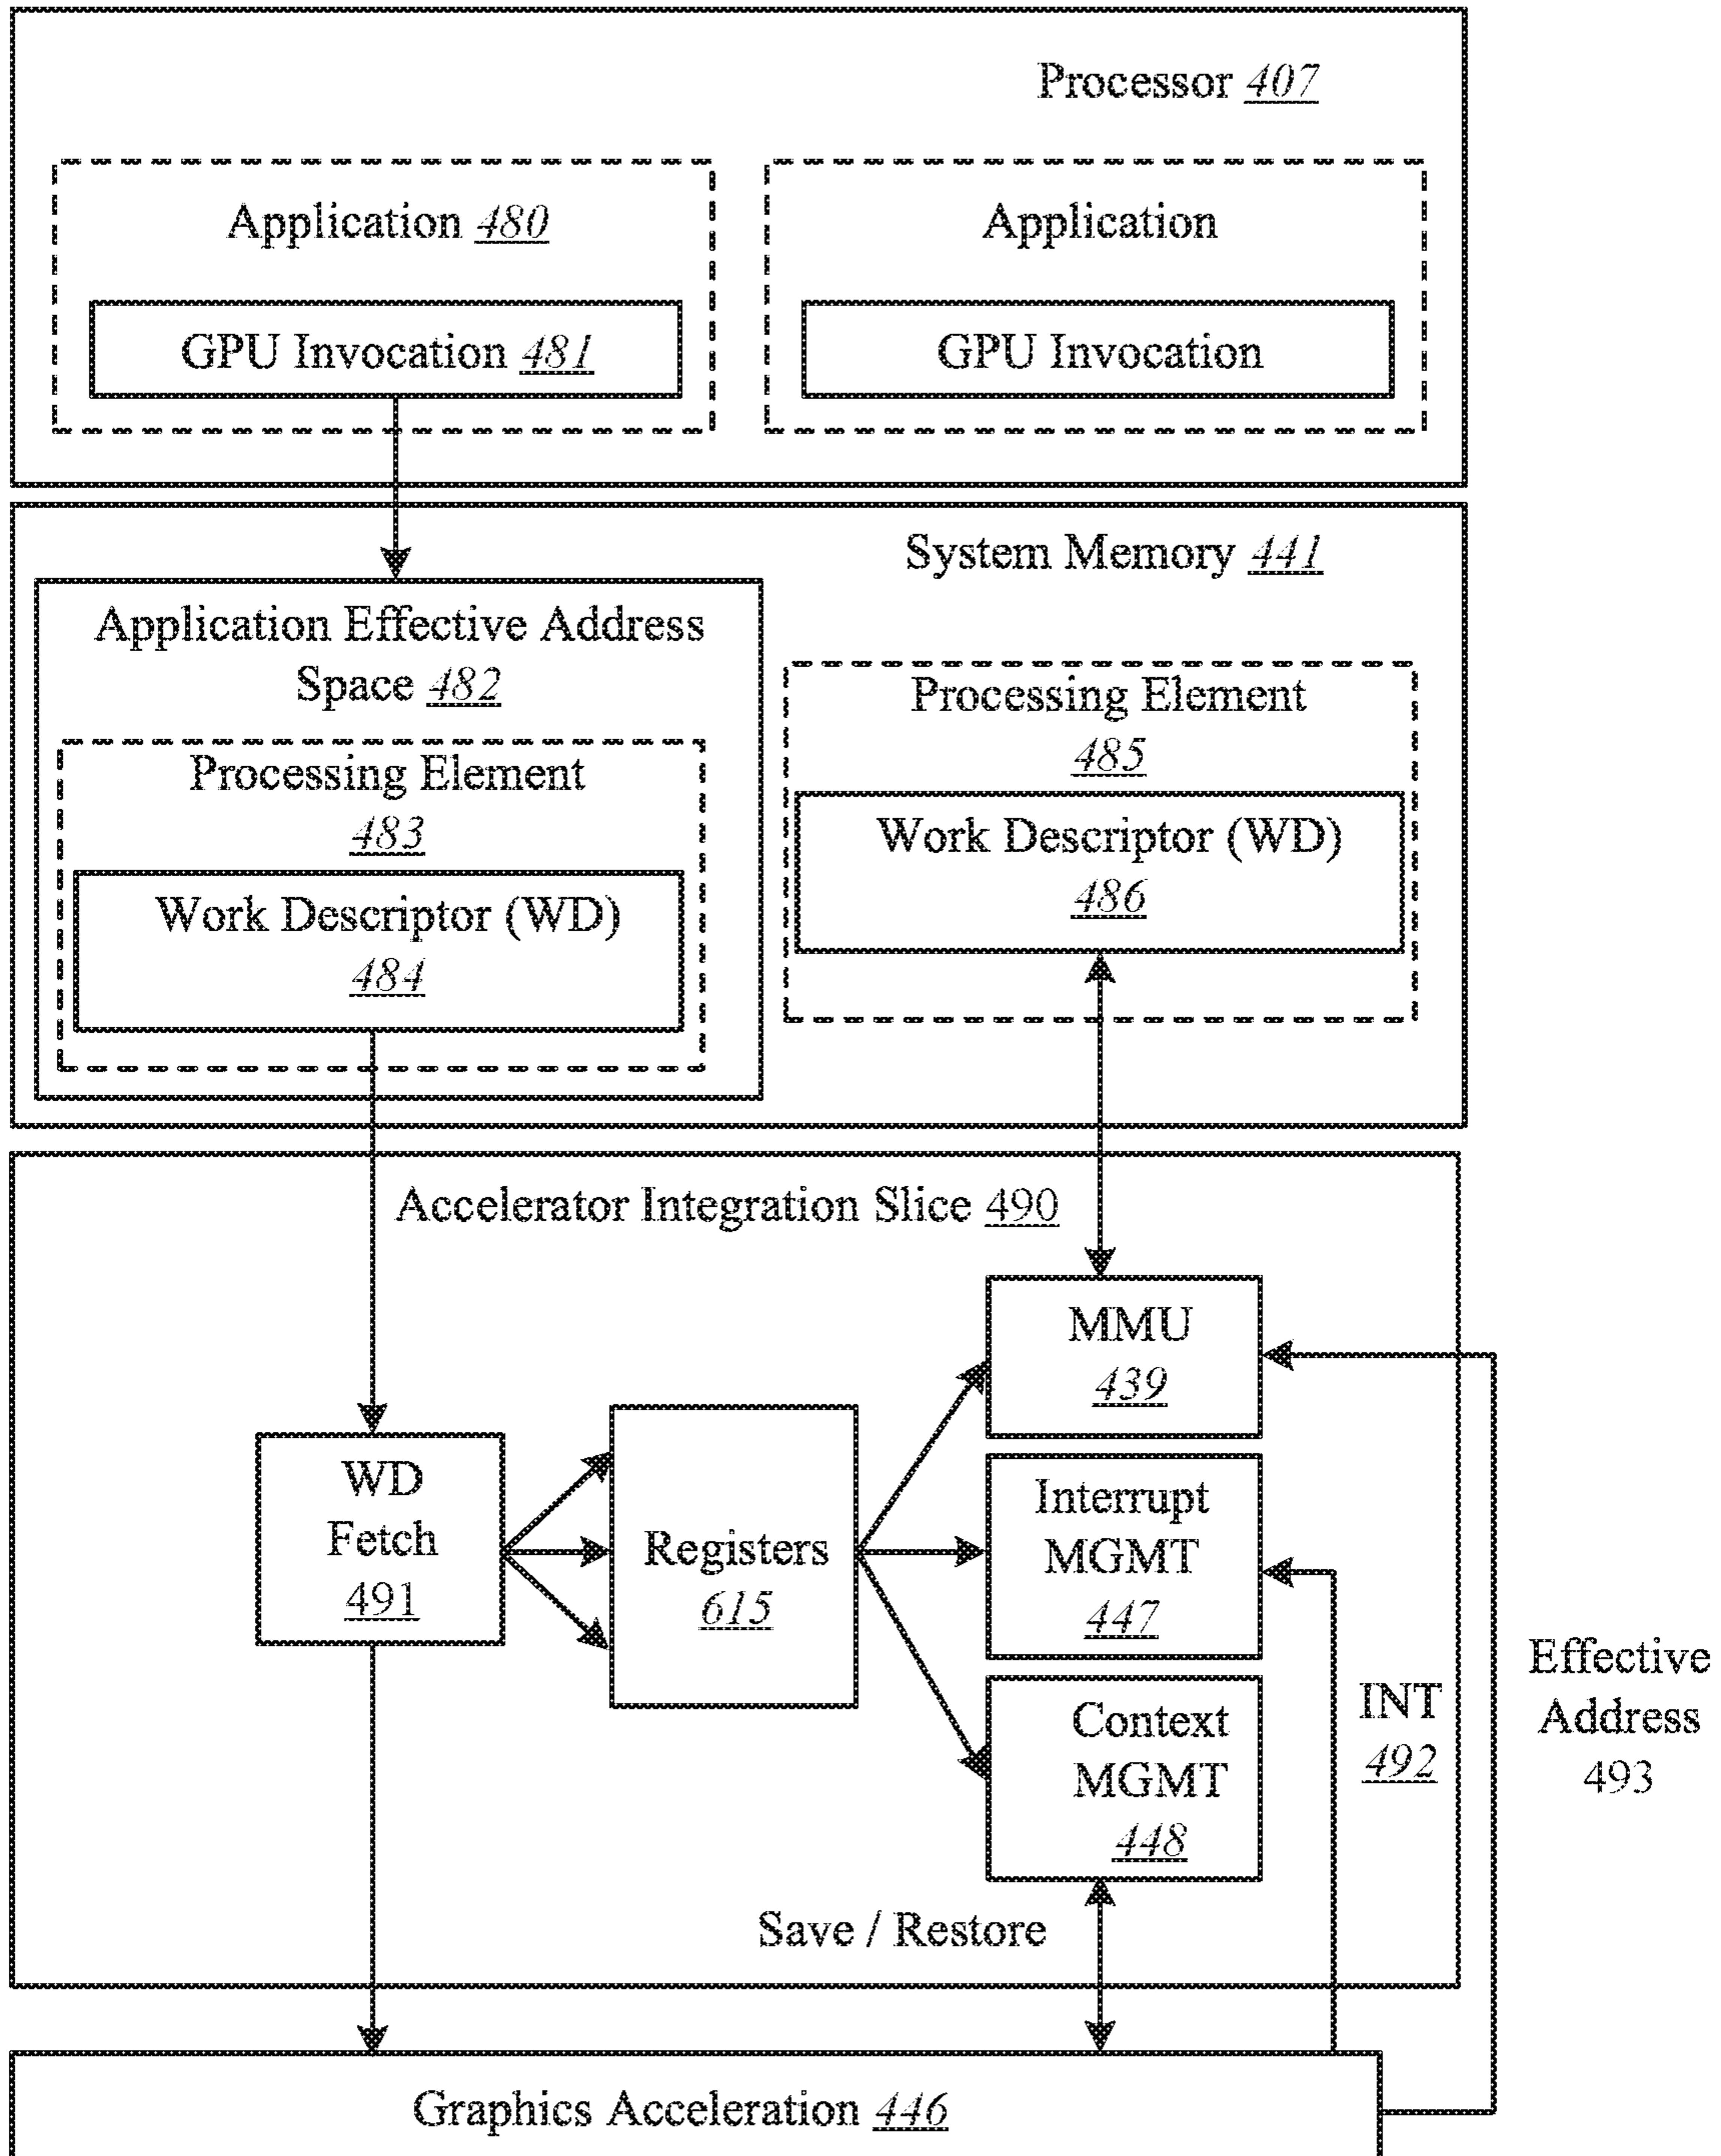 Processor 407
Application 480
Application
GPU Invocation 481
GPU Invocation
System Memory 441
Application Effective Address
Space 482
Processing Element
483
Work Descriptor (WD)
484
Processing Element
485
Work Descriptor (WD)
486
Accelerator Integration Slice 490
MMU
439
WD
Fetch
491
Registers
615
Interrupt
MGMT
447
Context
MGMT
448
INT
492
Effective
Address
493
Save / Restore
Graphics Acceleration 446